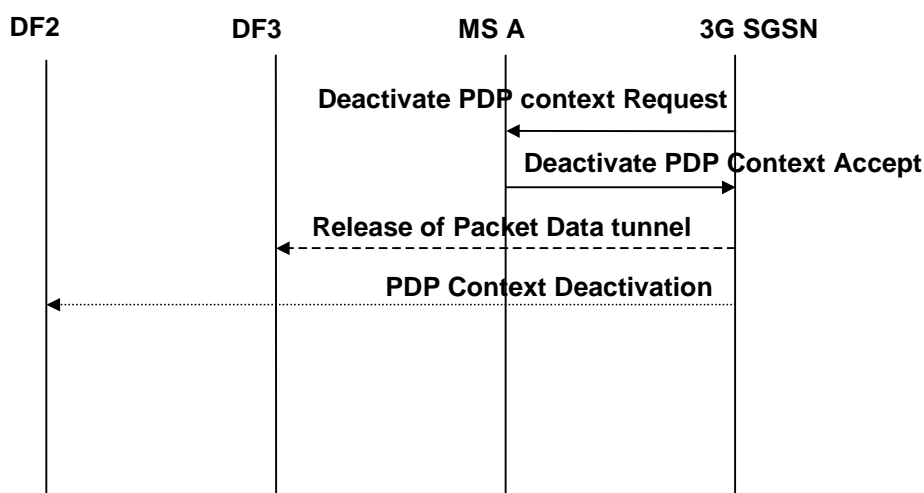 DF2 DF3 MS A 3G SGSN
Deactivate PDP context Request
Deactivate PDP Context Accept
Release of Packet Data tunnel
PDP Context Deactivation